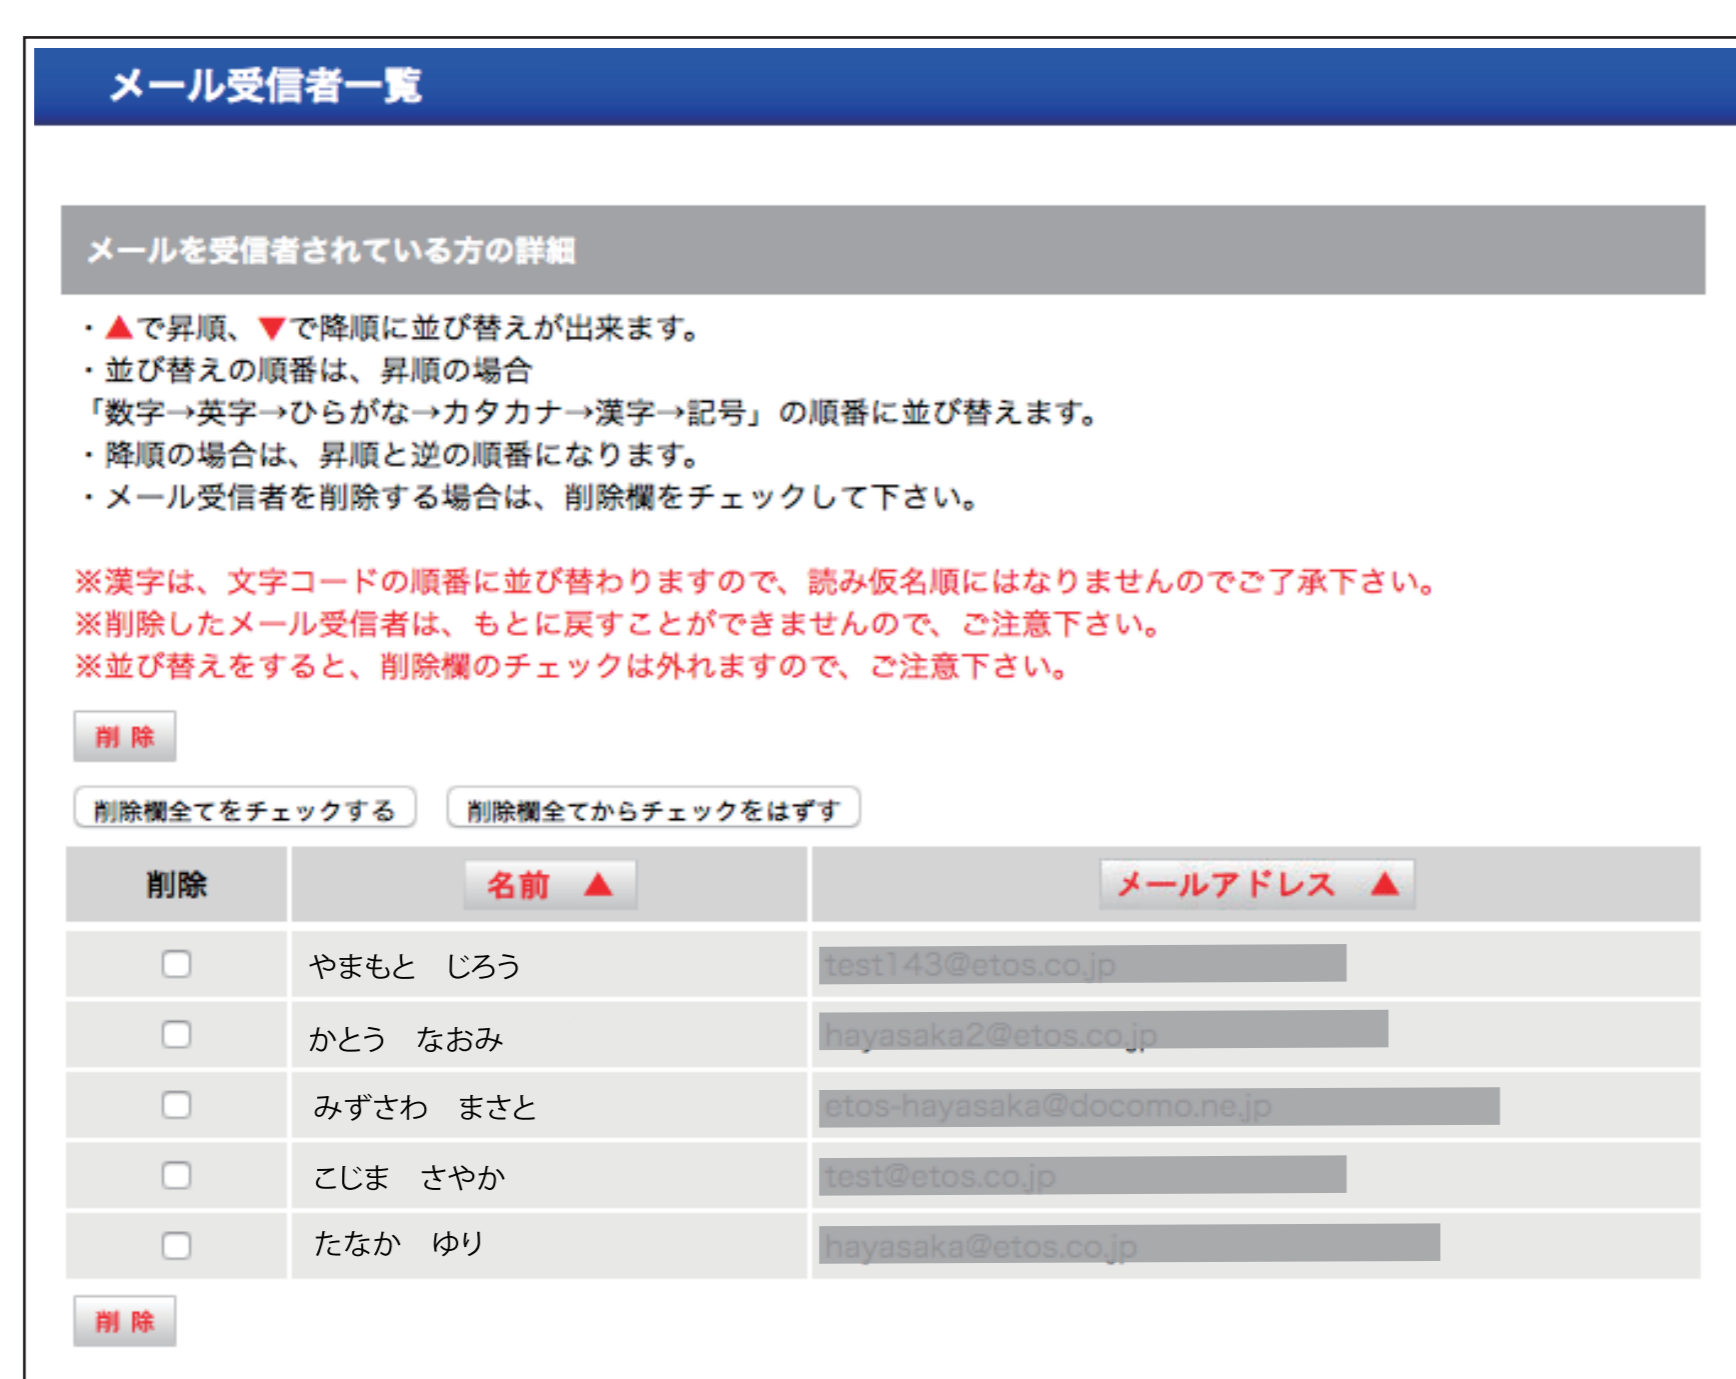 メール受信者一覧
メールを受信者されている方の詳細
・▲で昇順、▼で降順に並び替えが出来ます。
・並び替えの順番は、昇順の場合
「数字→英字→ひらがな→カタカナ→漢字→記号」の順番に並び替えます。
・降順の場合は、昇順と逆の順番になります。
・メール受信者を削除する場合は、削除欄をチェックして下さい。
※漢字は、文字コードの順番に並び替わりますので、読み仮名順にはなりませんのでご了承下さい。
※削除したメール受信者は、もとに戻すことができませんので、ご注意下さい。
※並び替えをすると、削除欄のチェックは外れますので、ご注意下さい。
削 除
削除欄全てをチェックする 削除欄全てからチェックをはずす
削除 名前 ▲ メールアドレス ▲
やまもと じろう test143@etos.co.jp
かとう なおみ hayasaka2@etos.co.jp
みずさわ まさと etos-hayasaka@docomo.ne.jp
こじま さやか test@etos.co.jp
たなか ゆり hayasaka@etos.co.jp
削 除